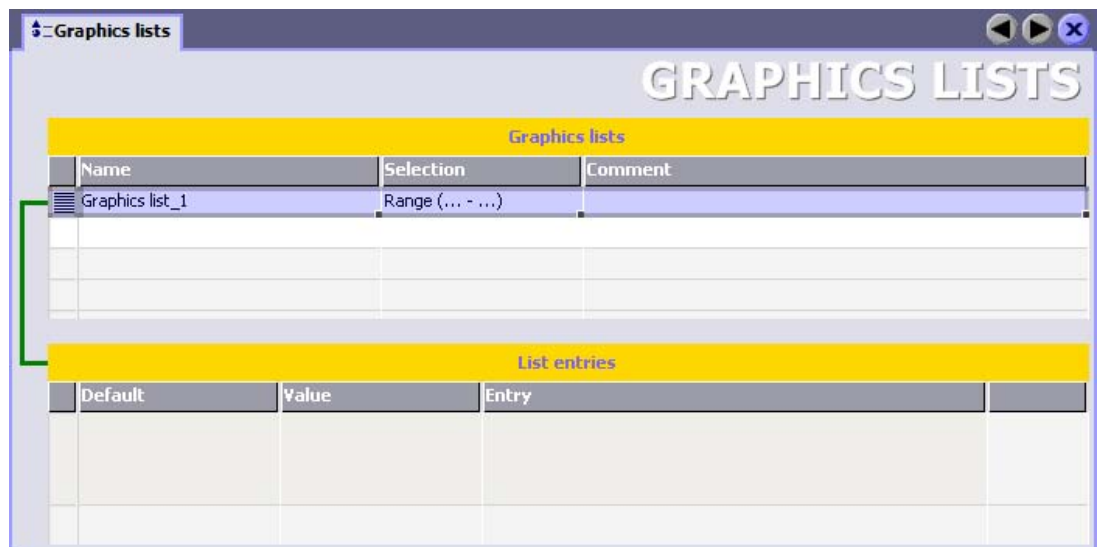 Graphics lists
GRAPHICS LISTS
Graphics lists
Name Selection Comment
Graphics list_1 Range (... - ...)
List entries
Default Value Entry